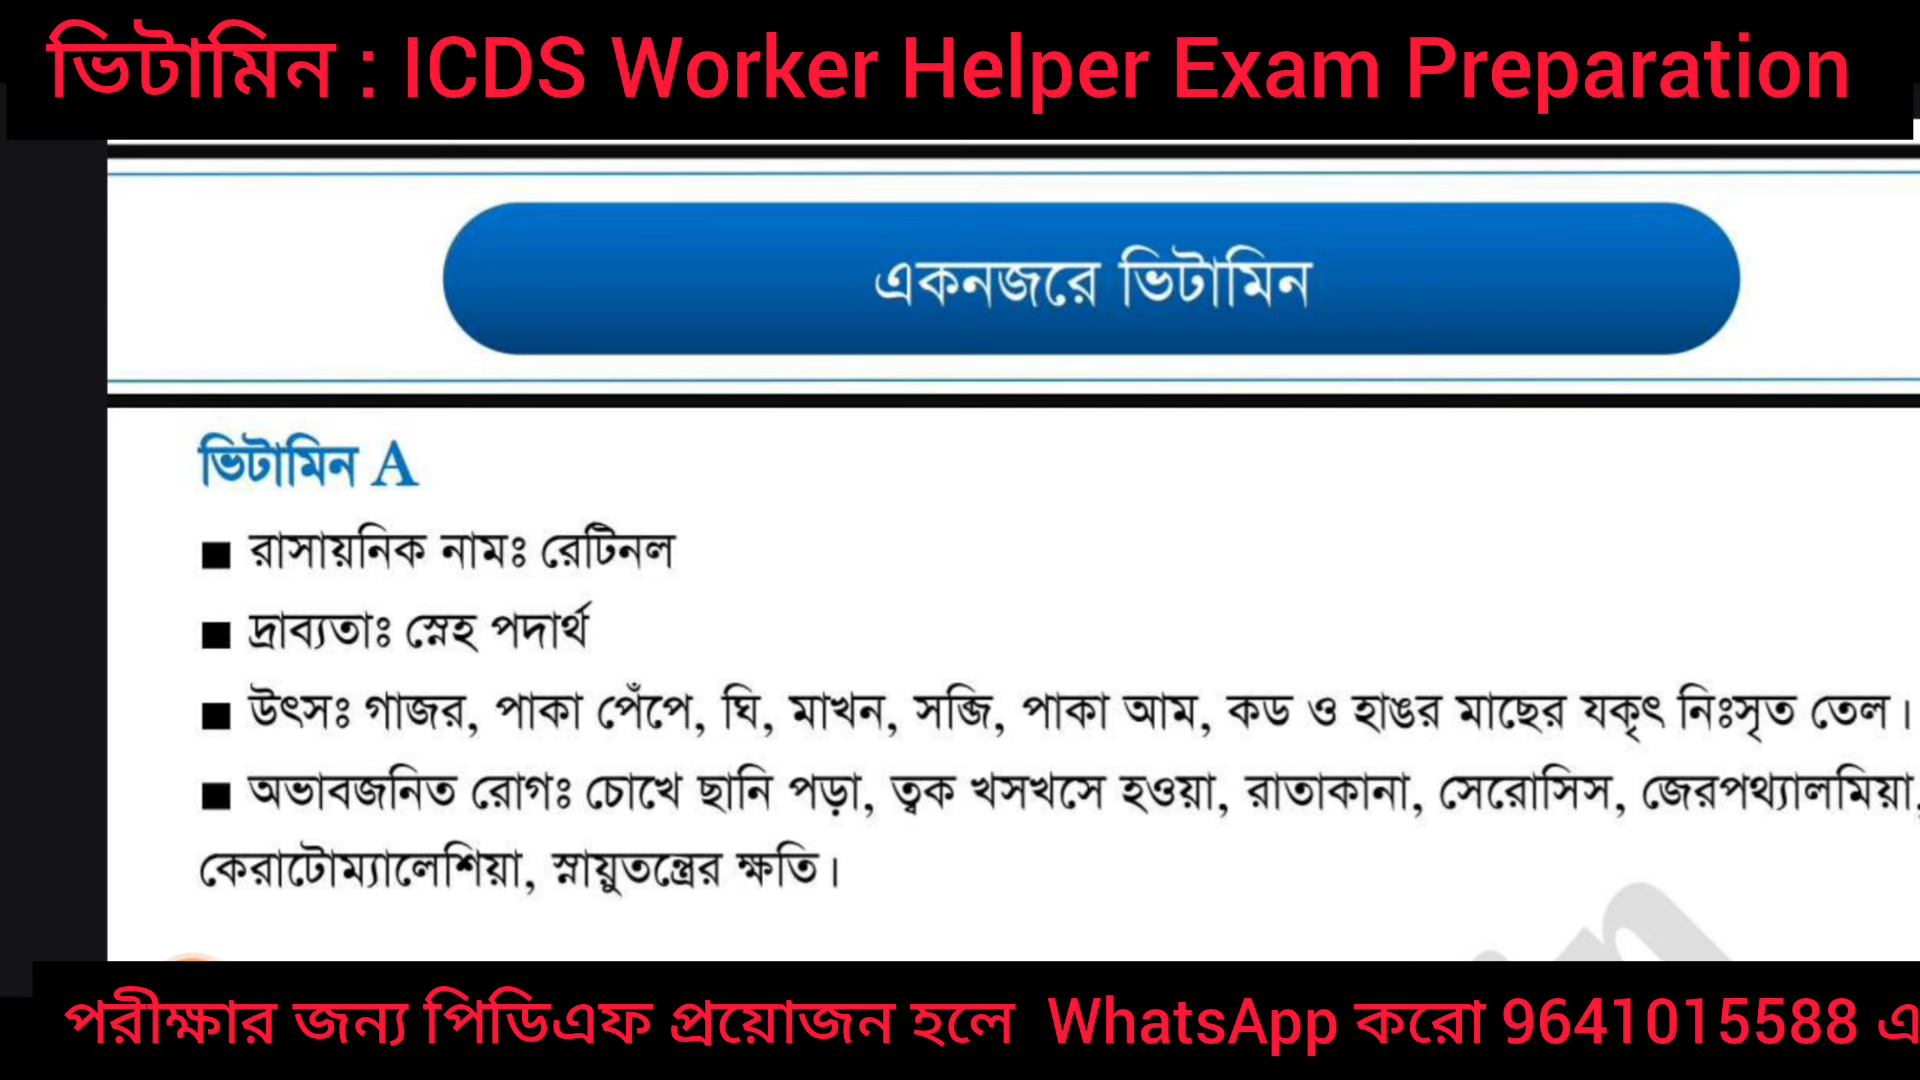 ভিটামিন : ICDS Worker Helper Exam Preparation
একনজরে ভিটামিন
ভিটামিন A
■ রাসায়নিক নামঃ রেটিনল
■ দ্রাব্যতাঃ স্নেহ পদার্থ
■ উৎসঃ গাজর, পাকা পেঁপে, ঘি, মাখন, সব্জি, পাকা আম, কড ও হাঙর মাছের যকৃৎ নিঃসৃত তেল।
■ অভাবজনিত রোগঃ চোখে ছানি পড়া, ত্বক খসখসে হওয়া, রাতাকানা, সেরোসিস, জেরপথ্যালমিয়া,
কেরাটোম্যালেশিয়া, স্নায়ুতন্ত্রের ক্ষতি।
পরীক্ষার জন্য পিডিএফ প্রয়োজন হলে WhatsApp করো 9641015588 এ